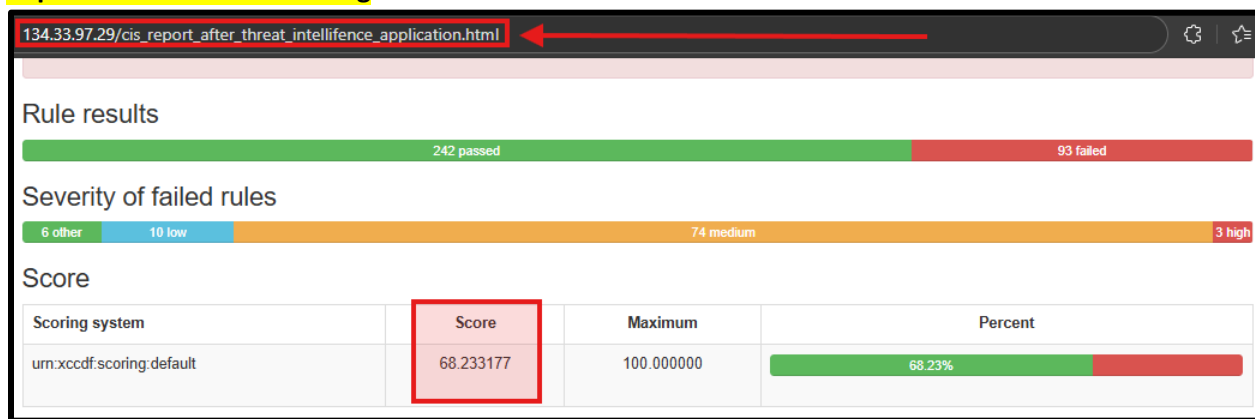 134.33.97.29/cis_report_after_threat_intellifence_application.html
Rule results
242 passed 93 failed
Severity of failed rules
6 other 10 low 74 medium 3 high
Score
Scoring system Score Maximum Percent
urn:xccdf:scoring:default 68.233177 100.000000 68.23%